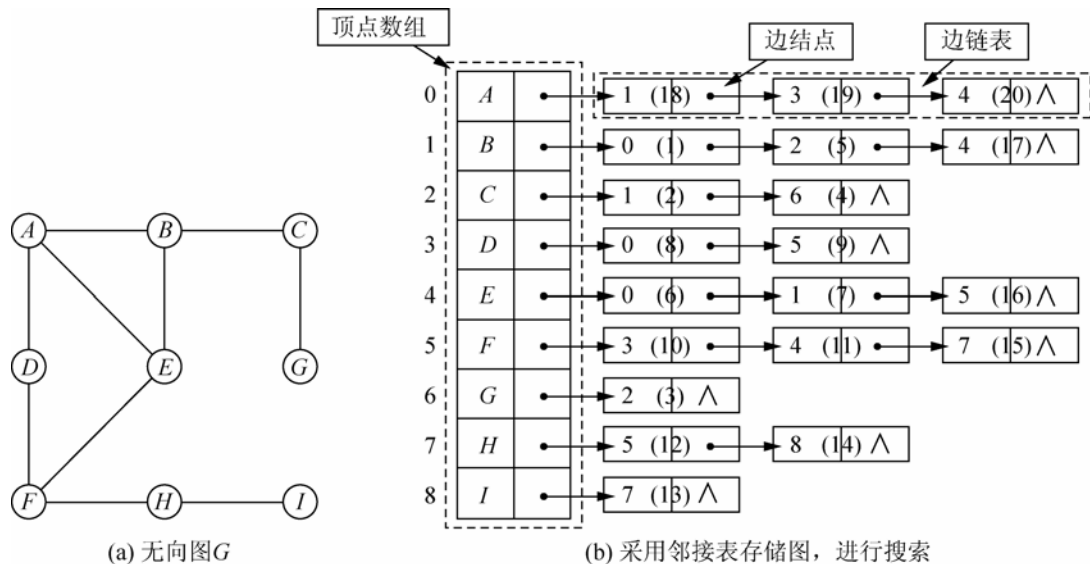 顶点数组
边结点
边链表
0 A 1 (18) 3 (19) 4 (20) ∧
1 B 0 (1) 2 (5) 4 (17) ∧
2 C 1 (2) 6 (4) ∧
3 D 0 (8) 5 (9) ∧
4 E 0 (6) 1 (7) 5 (16) ∧
5 F 3 (10) 4 (11) 7 (15) ∧
6 G 2 (3) ∧
7 H 5 (12) 8 (14) ∧
8 I 7 (13) ∧
A B C
D E G
F H I
(a) 无向图G
(b) 采用邻接表存储图，进行搜索